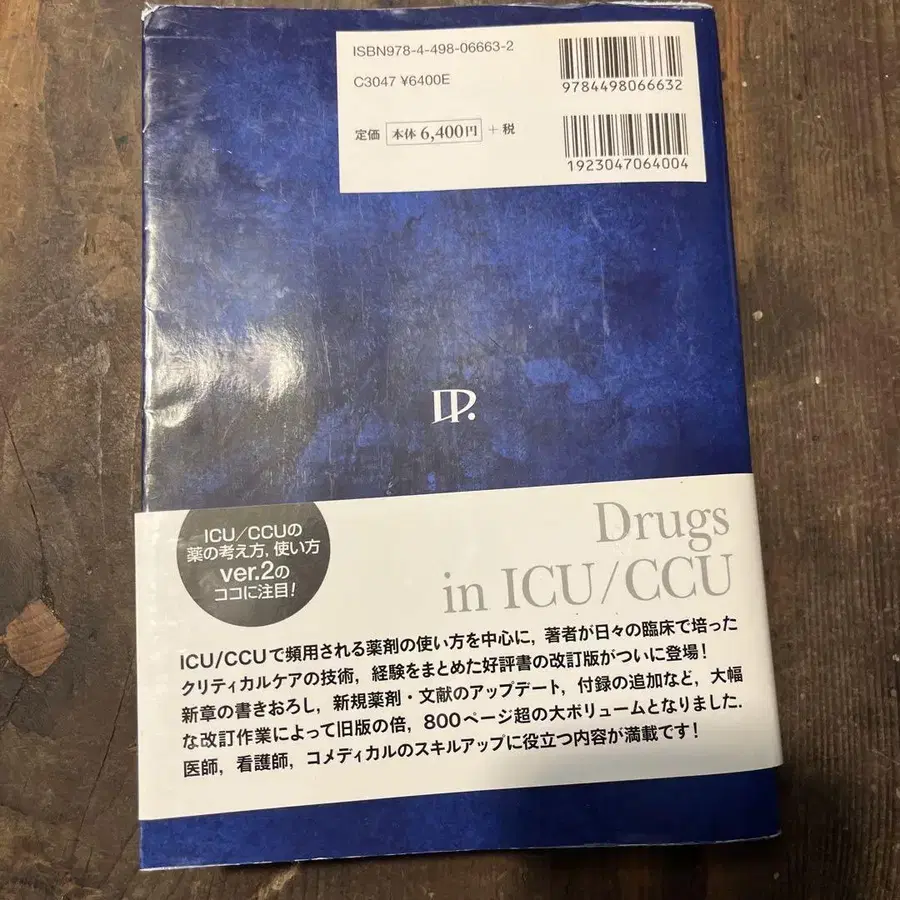 ISBN978-4-498-06663-2
C3047 ¥6400E
定価 本体 6,400円 + 税
9784498066632
1923047064004
DP.
ICU/CCUの
薬の考え方,使い方
ver.2の
ココに注目!
Drugs
in ICU/CCU
ICU/CCUで頻用される薬剤の使い方を中心に,著者が日々の臨床で培った
クリティカルケアの技術,経験をまとめた好評書の改訂版がついに登場!
新章の書きおろし,新規薬剤・文献のアップデート,付録の追加など,大幅
な改訂作業によって旧版の倍,800ページ超の大ボリュームとなりました.
医師,看護師,コメディカルのスキルアップに役立つ内容が満載です!